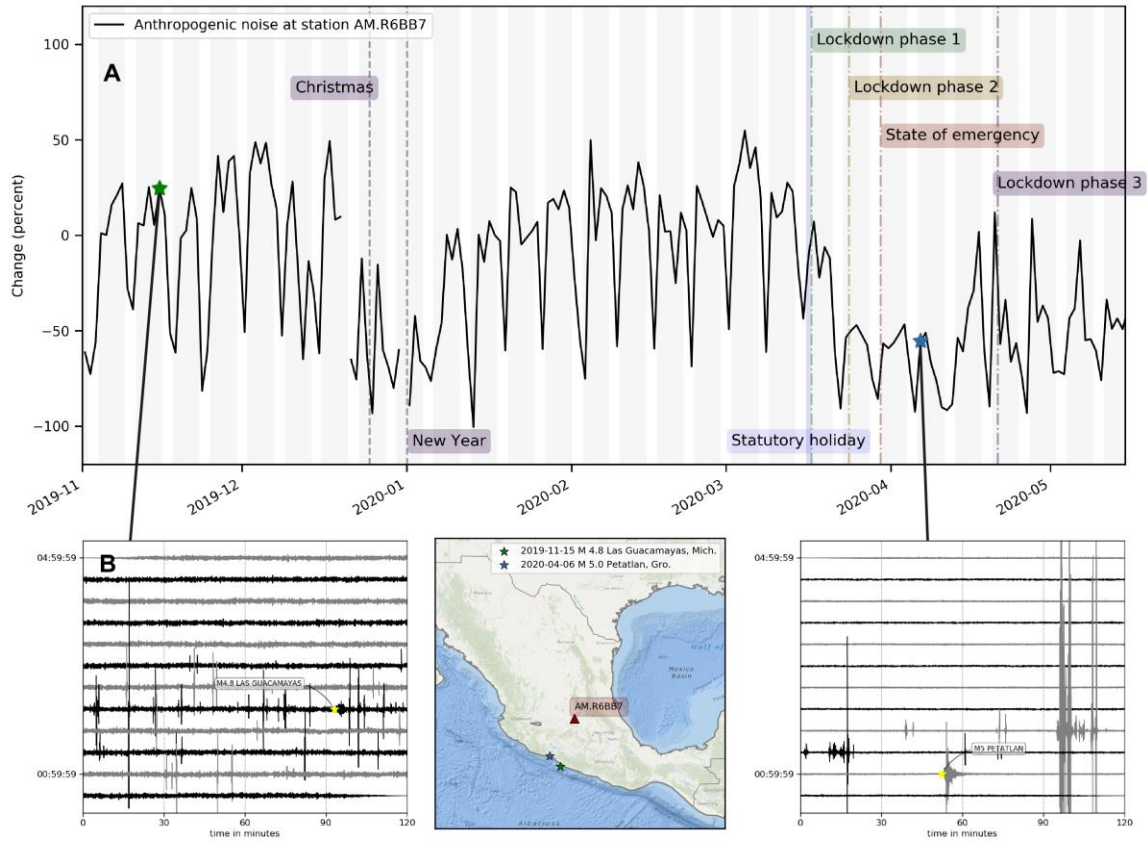 Anthropogenic noise at station AM.R6BB7
A
Lockdown phase 1
Christmas
Lockdown phase 2
State of emergency
Lockdown phase 3
New Year
Statutory holiday
Change (percent)
100
50
0
−50
−100
2019-11
2019-12
2020-01
2020-02
2020-03
2020-04
2020-05
B
04:59:59
M4.8 LAS GUACAMAYAS
00:59:59
0
30
60
90
120
time in minutes
2019-11-15 M 4.8 Las Guacamayas, Mich.
2020-04-06 M 5.0 Petatlan, Gro.
Gulf of
Mexico
Basin
AM.R6BB7
Albatross
04:59:59
M5 PETATLAN
00:59:59
0
30
60
90
120
time in minutes